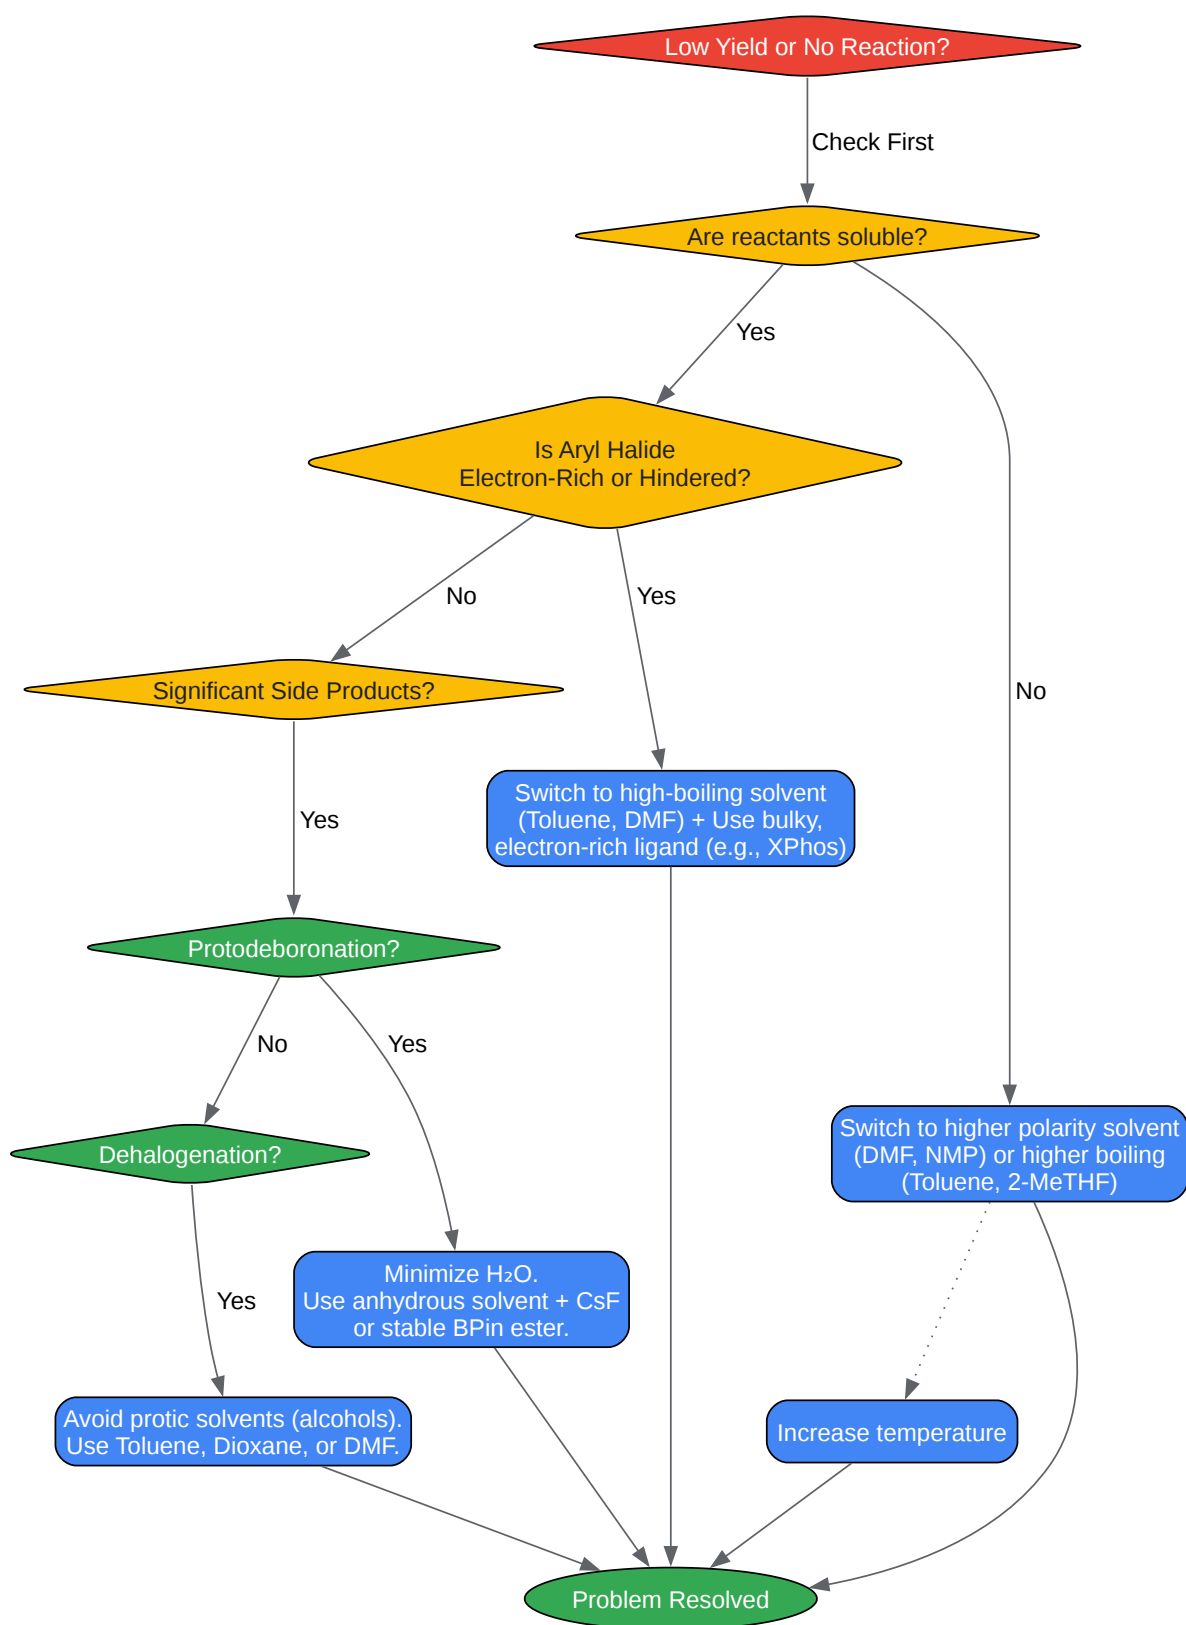 Low Yield or No Reaction?
Check First
Are reactants soluble?
Yes
Is Aryl Halide
Electron-Rich or Hindered?
No
Yes
Significant Side Products?
No
Yes
Switch to high-boiling solvent
(Toluene, DMF) + Use bulky,
electron-rich ligand (e.g., XPhos)
Protodeboronation?
No
Yes
Dehalogenation?
Switch to higher polarity solvent
(DMF, NMP) or higher boiling
(Toluene, 2-MeTHF)
Yes
Minimize H₂O.
Use anhydrous solvent + CsF
or stable BPin ester.
Avoid protic solvents (alcohols).
Use Toluene, Dioxane, or DMF.
Increase temperature
Problem Resolved